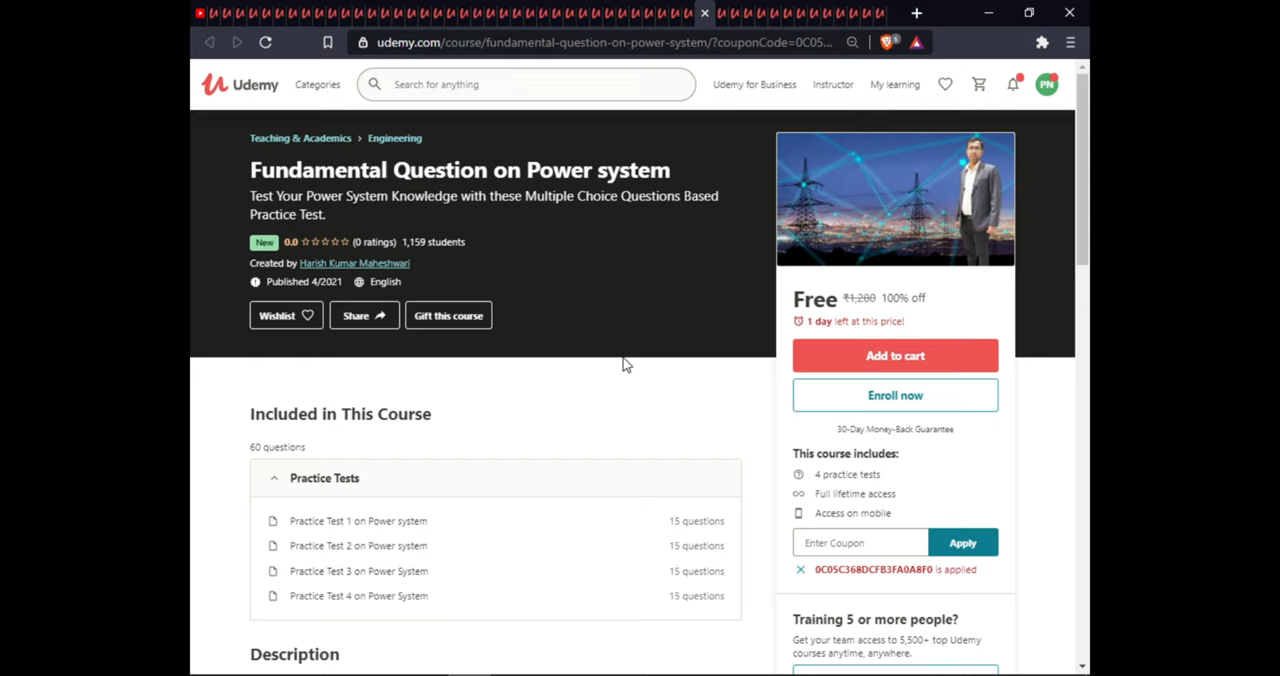 udemy.com/course/fundamental-question-on-power-system/?couponCode=0C05...
Udemy
Categories
Search for anything
Udemy for Business
Instructor
My learning
PN
Teaching & Academics > Engineering
Fundamental Question on Power system
Test Your Power System Knowledge with these Multiple Choice Questions Based
Practice Test.
New 0.0 (0 ratings) 1,159 students
Created by Harish Kumar Maheshwari
Published 4/2021 English
Wishlist
Share
Gift this course
Free ₹1,280 100% off
1 day left at this price!
Add to cart
Enroll now
30-Day Money-Back Guarantee
This course includes:
4 practice tests
Full lifetime access
Access on mobile
Enter Coupon
Apply
0C05C368DCFB3FA0A8F0 is applied
Training 5 or more people?
Get your team access to 5,500+ top Udemy
courses anytime, anywhere.
Included in This Course
60 questions
Practice Tests
Practice Test 1 on Power system 15 questions
Practice Test 2 on Power system 15 questions
Practice Test 3 on Power System 15 questions
Practice Test 4 on Power System 15 questions
Description